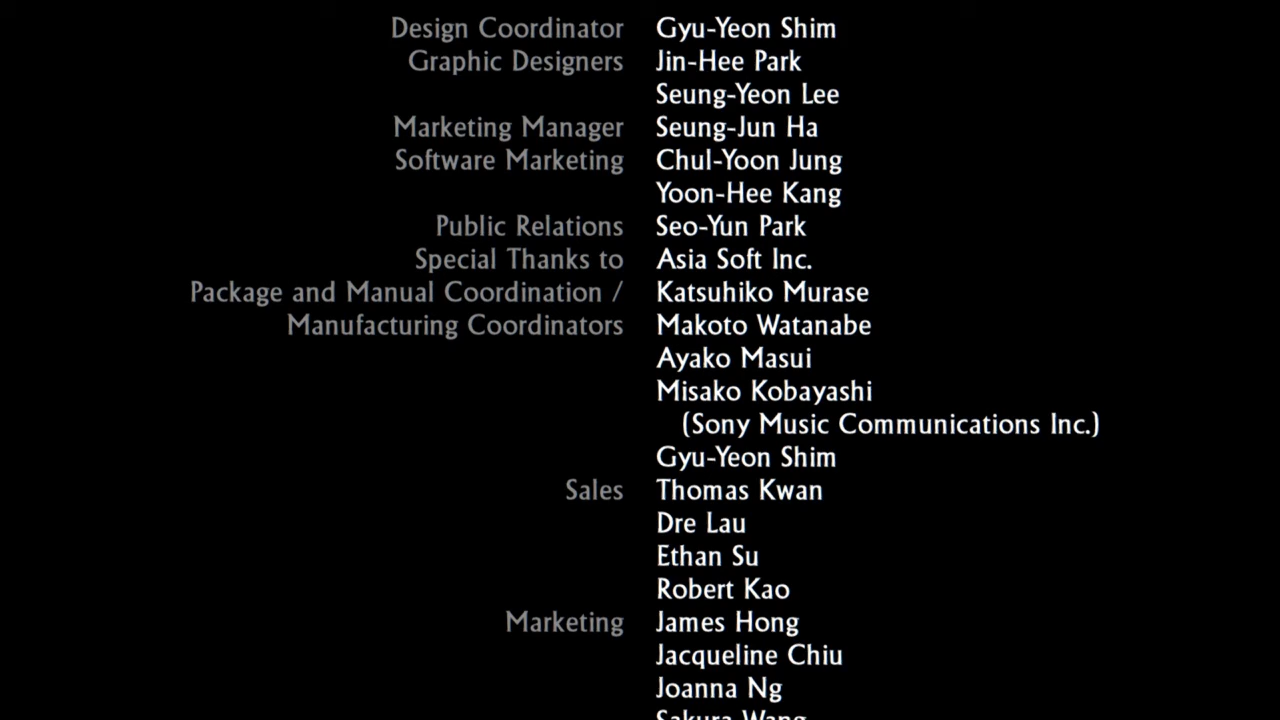 Design Coordinator Gyu-Yeon Shim
Graphic Designers Jin-Hee Park
Seung-Yeon Lee
Marketing Manager Seung-Jun Ha
Software Marketing Chul-Yoon Jung
Yoon-Hee Kang
Public Relations Seo-Yun Park
Special Thanks to Asia Soft Inc.
Package and Manual Coordination / Katsuhiko Murase
Manufacturing Coordinators Makoto Watanabe
Ayako Masui
Misako Kobayashi
(Sony Music Communications Inc.)
Gyu-Yeon Shim
Sales Thomas Kwan
Dre Lau
Ethan Su
Robert Kao
Marketing James Hong
Jacqueline Chiu
Joanna Ng
Sakura Wang